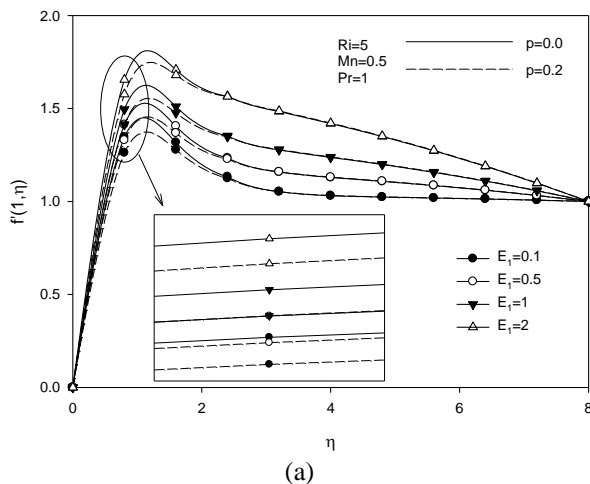 2.0
1.5
1.0
0.5
0.0
f'(1,η)
Ri=5
Mn=0.5
Pr=1
p=0.0
p=0.2
E₁=0.1
E₁=0.5
E₁=1
E₁=2
0
2
4
6
8
η
(a)